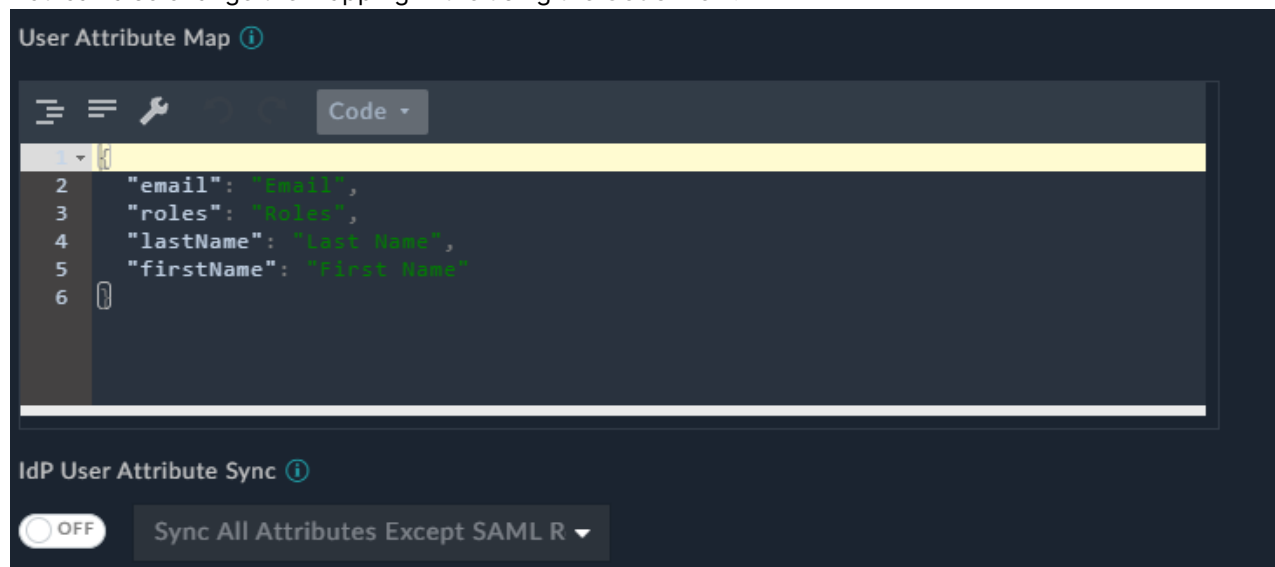 User Attribute Map
Code
1 {
2 "email": "Email",
3 "roles": "Roles",
4 "lastName": "Last Name",
5 "firstName": "First Name"
6 }
IdP User Attribute Sync
OFF Sync All Attributes Except SAML R